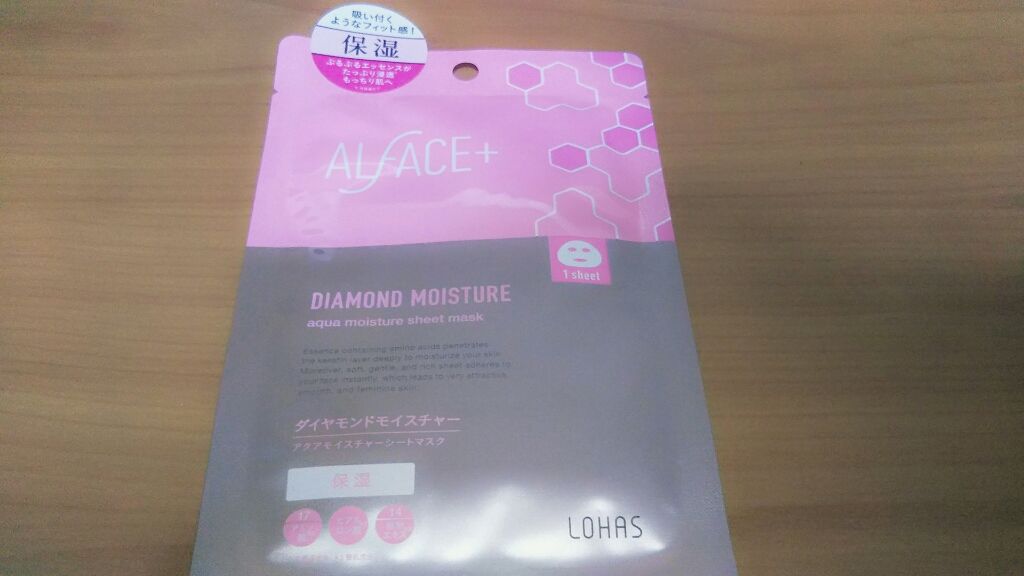 吸い付く
ようなフィット感！
保湿
ぷるぷるエッセンスが
たっぷり浸透
もっちり肌へ
ALFACE+
1 sheet
DIAMOND MOISTURE
aqua moisture sheet mask
Essence containing amino acids penetrates
the keratin layer deeply to moisturize your skin.
Moreover, soft, gentle, and rich sheet adheres to
your face instantly, which leads to very attractive,
smooth, and feminine skin.
ダイヤモンドモイスチャー
アクアモイスチャーシートマスク
保湿
17
14
LOHAS